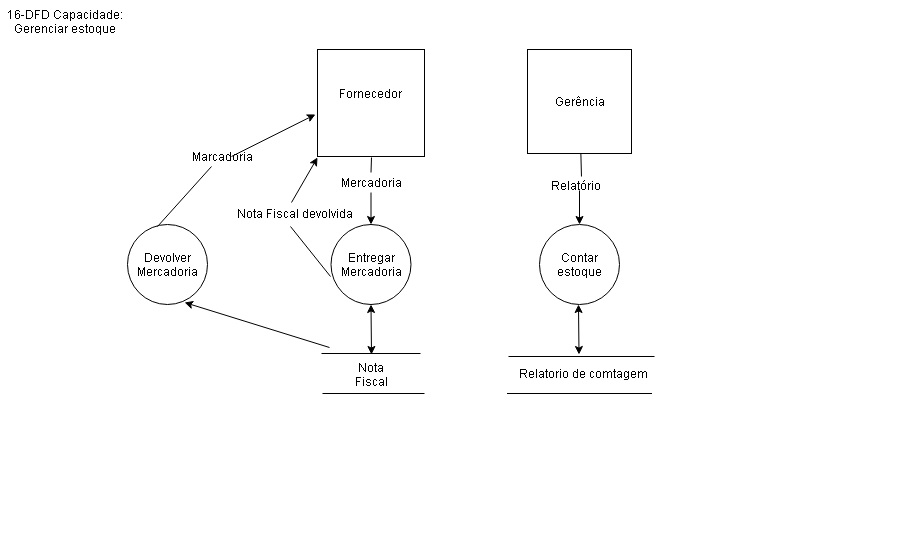 16-DFD Capacidade:
Gerenciar estoque
Fornecedor
Gerência
Marcadoria
Mercadoria
Relatório
Nota Fiscal devolvida
Devolver
Mercadoria
Entregar
Mercadoria
Contar
estoque
Nota
Fiscal
Relatorio de comtagem